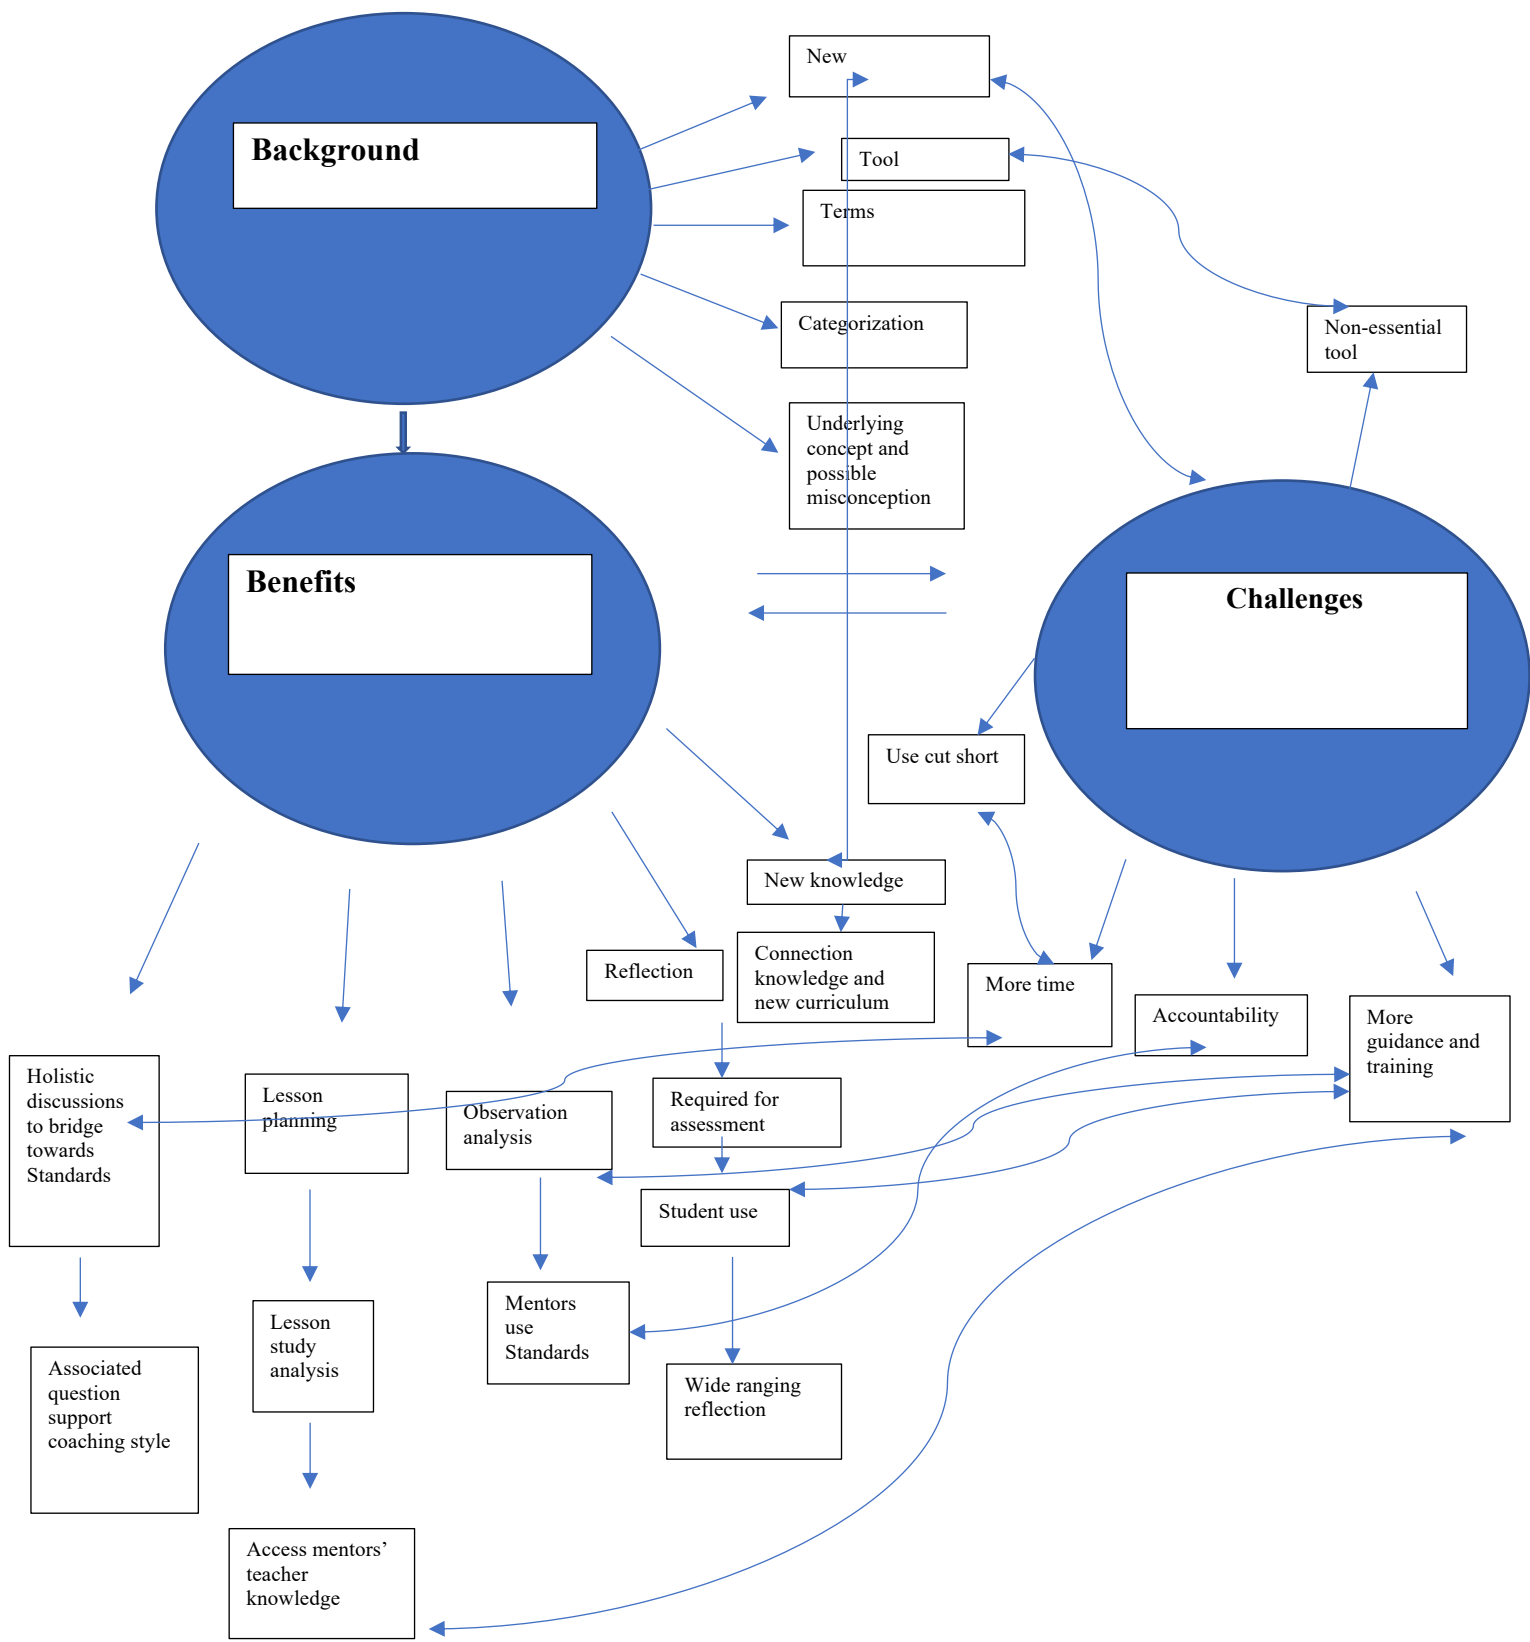 New
Background
Tool
Terms
Categorization
Non-essential
tool
Underlying
concept and
possible
misconception
Benefits
Challenges
Use cut short
New knowledge
Reflection
Connection
knowledge and
new curriculum
More time
Accountability
More
guidance and
training
Holistic
discussions
to bridge
towards
Standards
Lesson
planning
Observation
analysis
Required for
assessment
Student use
Mentors
use
Standards
Lesson
study
analysis
Associated
question
support
coaching style
Wide ranging
reflection
Access mentors’
teacher
knowledge